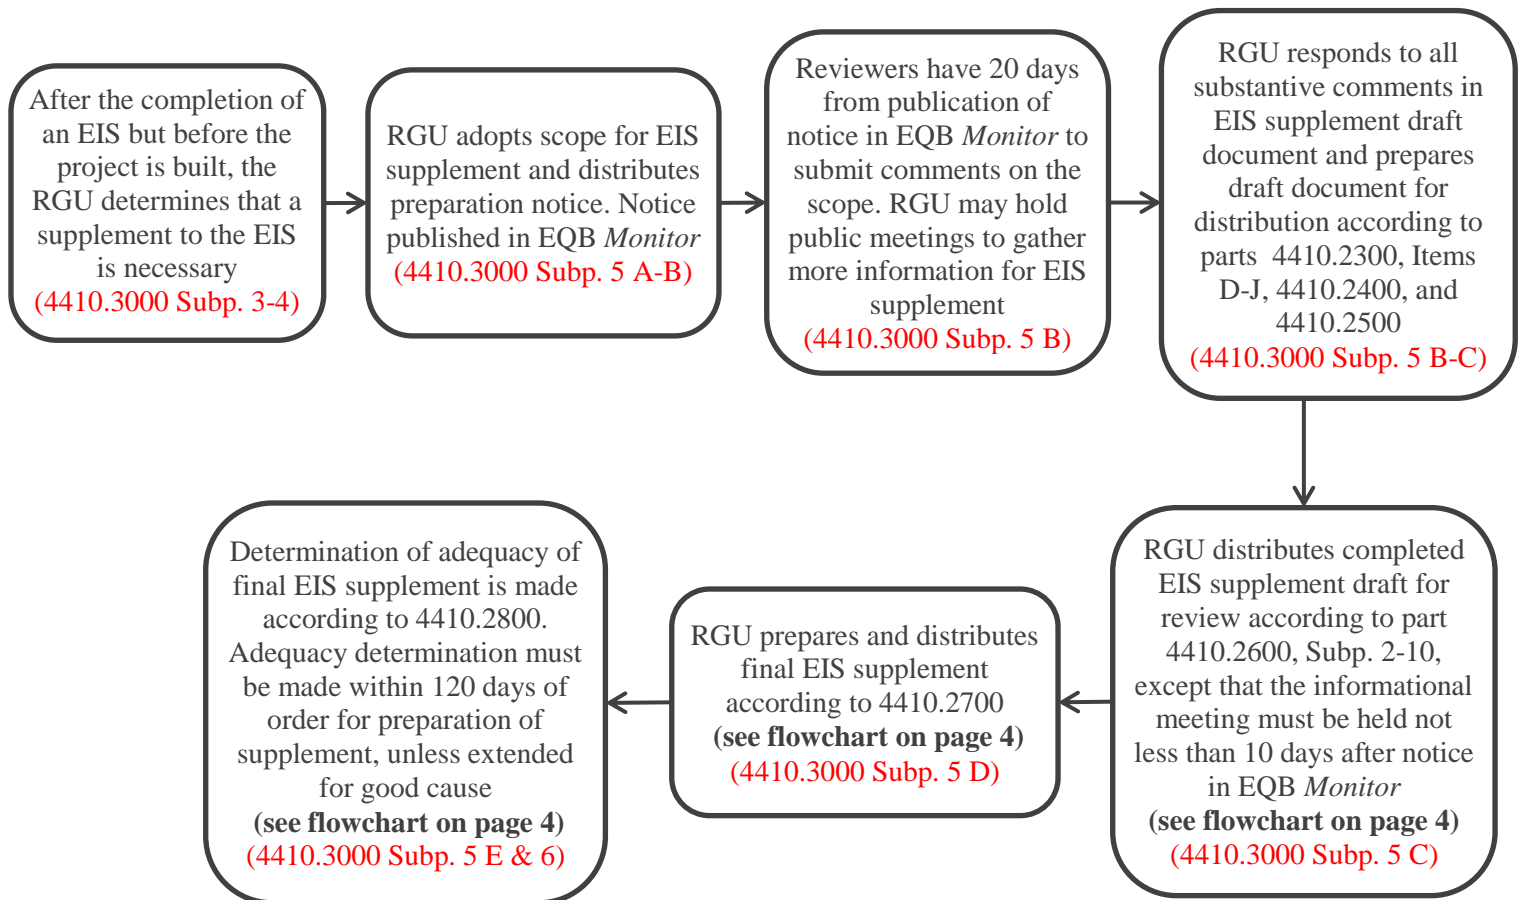 After the completion of
an EIS but before the
project is built, the
RGU determines that a
supplement to the EIS
is necessary
(4410.3000 Subp. 3-4)
RGU adopts scope for EIS
supplement and distributes
preparation notice. Notice
published in EQB Monitor
(4410.3000 Subp. 5 A-B)
Reviewers have 20 days
from publication of
notice in EQB Monitor to
submit comments on the
scope. RGU may hold
public meetings to gather
more information for EIS
supplement
(4410.3000 Subp. 5 B)
RGU responds to all
substantive comments in
EIS supplement draft
document and prepares
draft document for
distribution according to
parts  4410.2300, Items
D-J, 4410.2400, and
4410.2500
(4410.3000 Subp. 5 B-C)
RGU distributes completed
EIS supplement draft for
review according to part
4410.2600, Subp. 2-10,
except that the informational
meeting must be held not
less than 10 days after notice
in EQB Monitor
(see flowchart on page 4)
(4410.3000 Subp. 5 C)
RGU prepares and distributes
final EIS supplement
according to 4410.2700
(see flowchart on page 4)
(4410.3000 Subp. 5 D)
Determination of adequacy of
final EIS supplement is made
according to 4410.2800.
Adequacy determination must
be made within 120 days of
order for preparation of
supplement, unless extended
for good cause
(see flowchart on page 4)
(4410.3000 Subp. 5 E & 6)